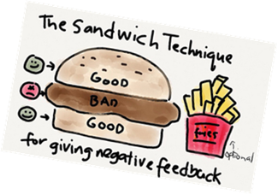 The Sandwich Technique
GOOD
BAD
GOOD
fries
optional
for giving negative feedback